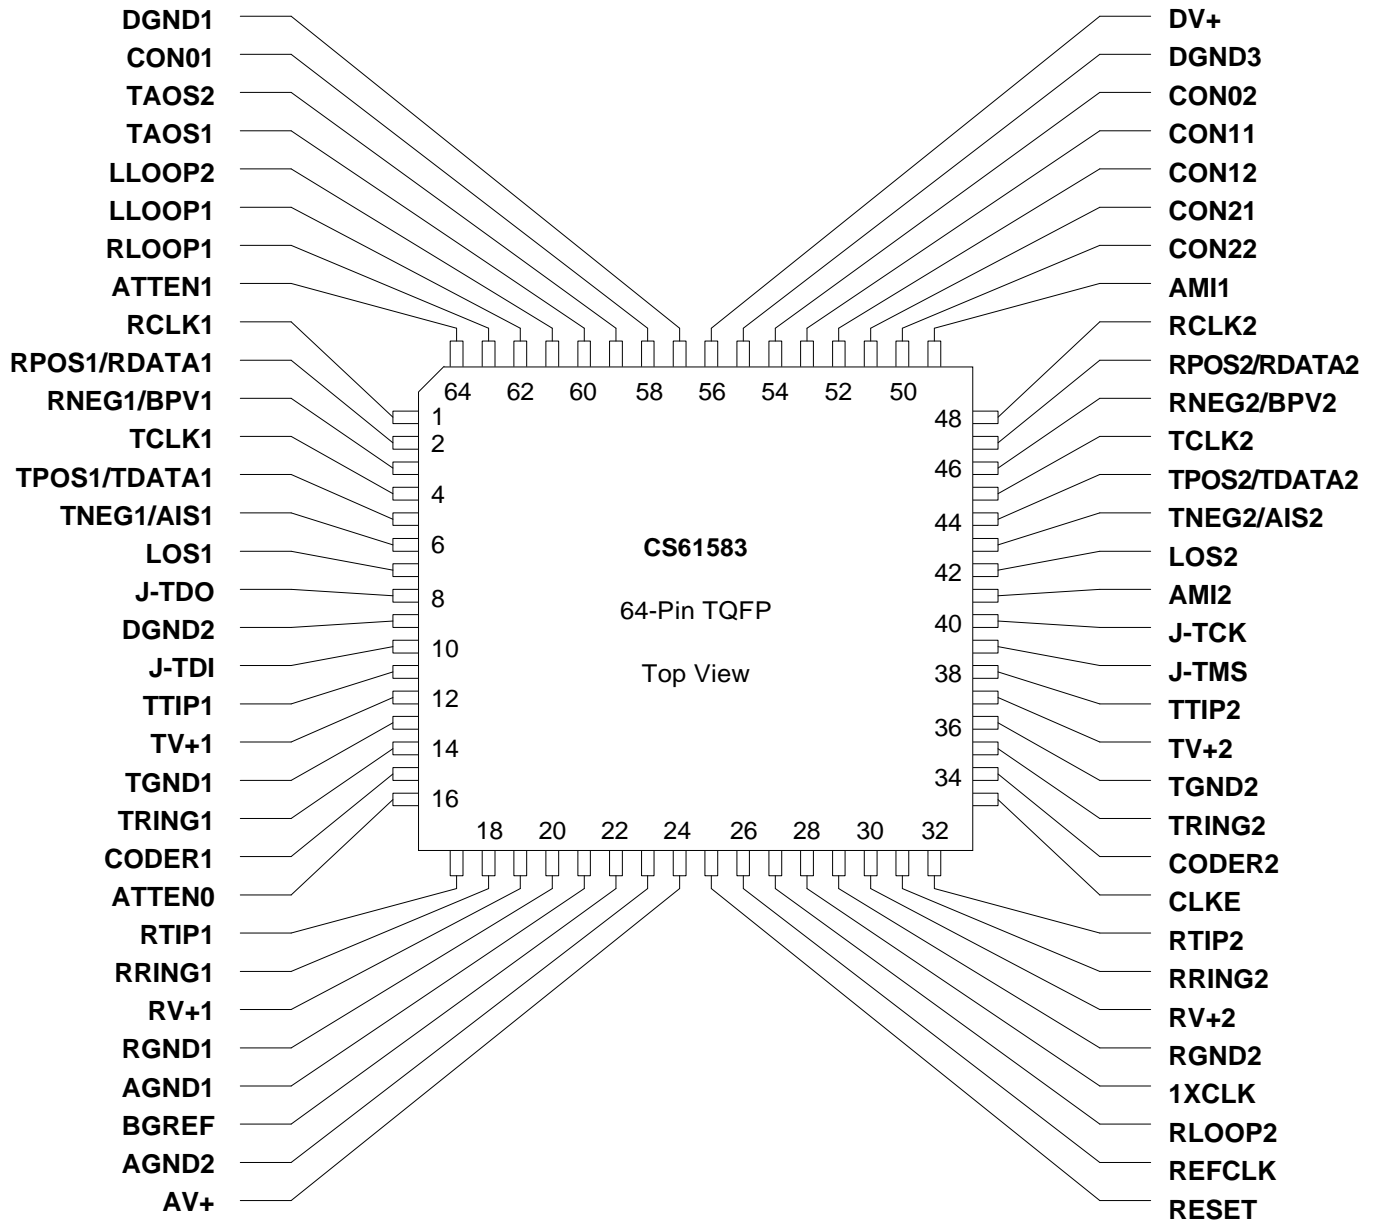 DGND1
CON01
TAOS2
TAOS1
LLOOP2
LLOOP1
RLOOP1
ATTEN1
RCLK1
RPOS1/RDATA1
RNEG1/BPV1
TCLK1
TPOS1/TDATA1
TNEG1/AIS1
LOS1
J-TDO
DGND2
J-TDI
TTIP1
TV+1
TGND1
TRING1
CODER1
ATTEN0
RTIP1
RRING1
RV+1
RGND1
AGND1
BGREF
AGND2
AV+
64 62 60 58 56 54 52 50
1
2
4
6
8
10
12
14
16
CS61583
64-Pin TQFP
Top View
48
46
44
42
40
38
36
34
18 20 22 24 26 28 30 32
DV+
DGND3
CON02
CON11
CON12
CON21
CON22
AMI1
RCLK2
RPOS2/RDATA2
RNEG2/BPV2
TCLK2
TPOS2/TDATA2
TNEG2/AIS2
LOS2
AMI2
J-TCK
J-TMS
TTIP2
TV+2
TGND2
TRING2
CODER2
CLKE
RTIP2
RRING2
RV+2
RGND2
1XCLK
RLOOP2
REFCLK
RESET